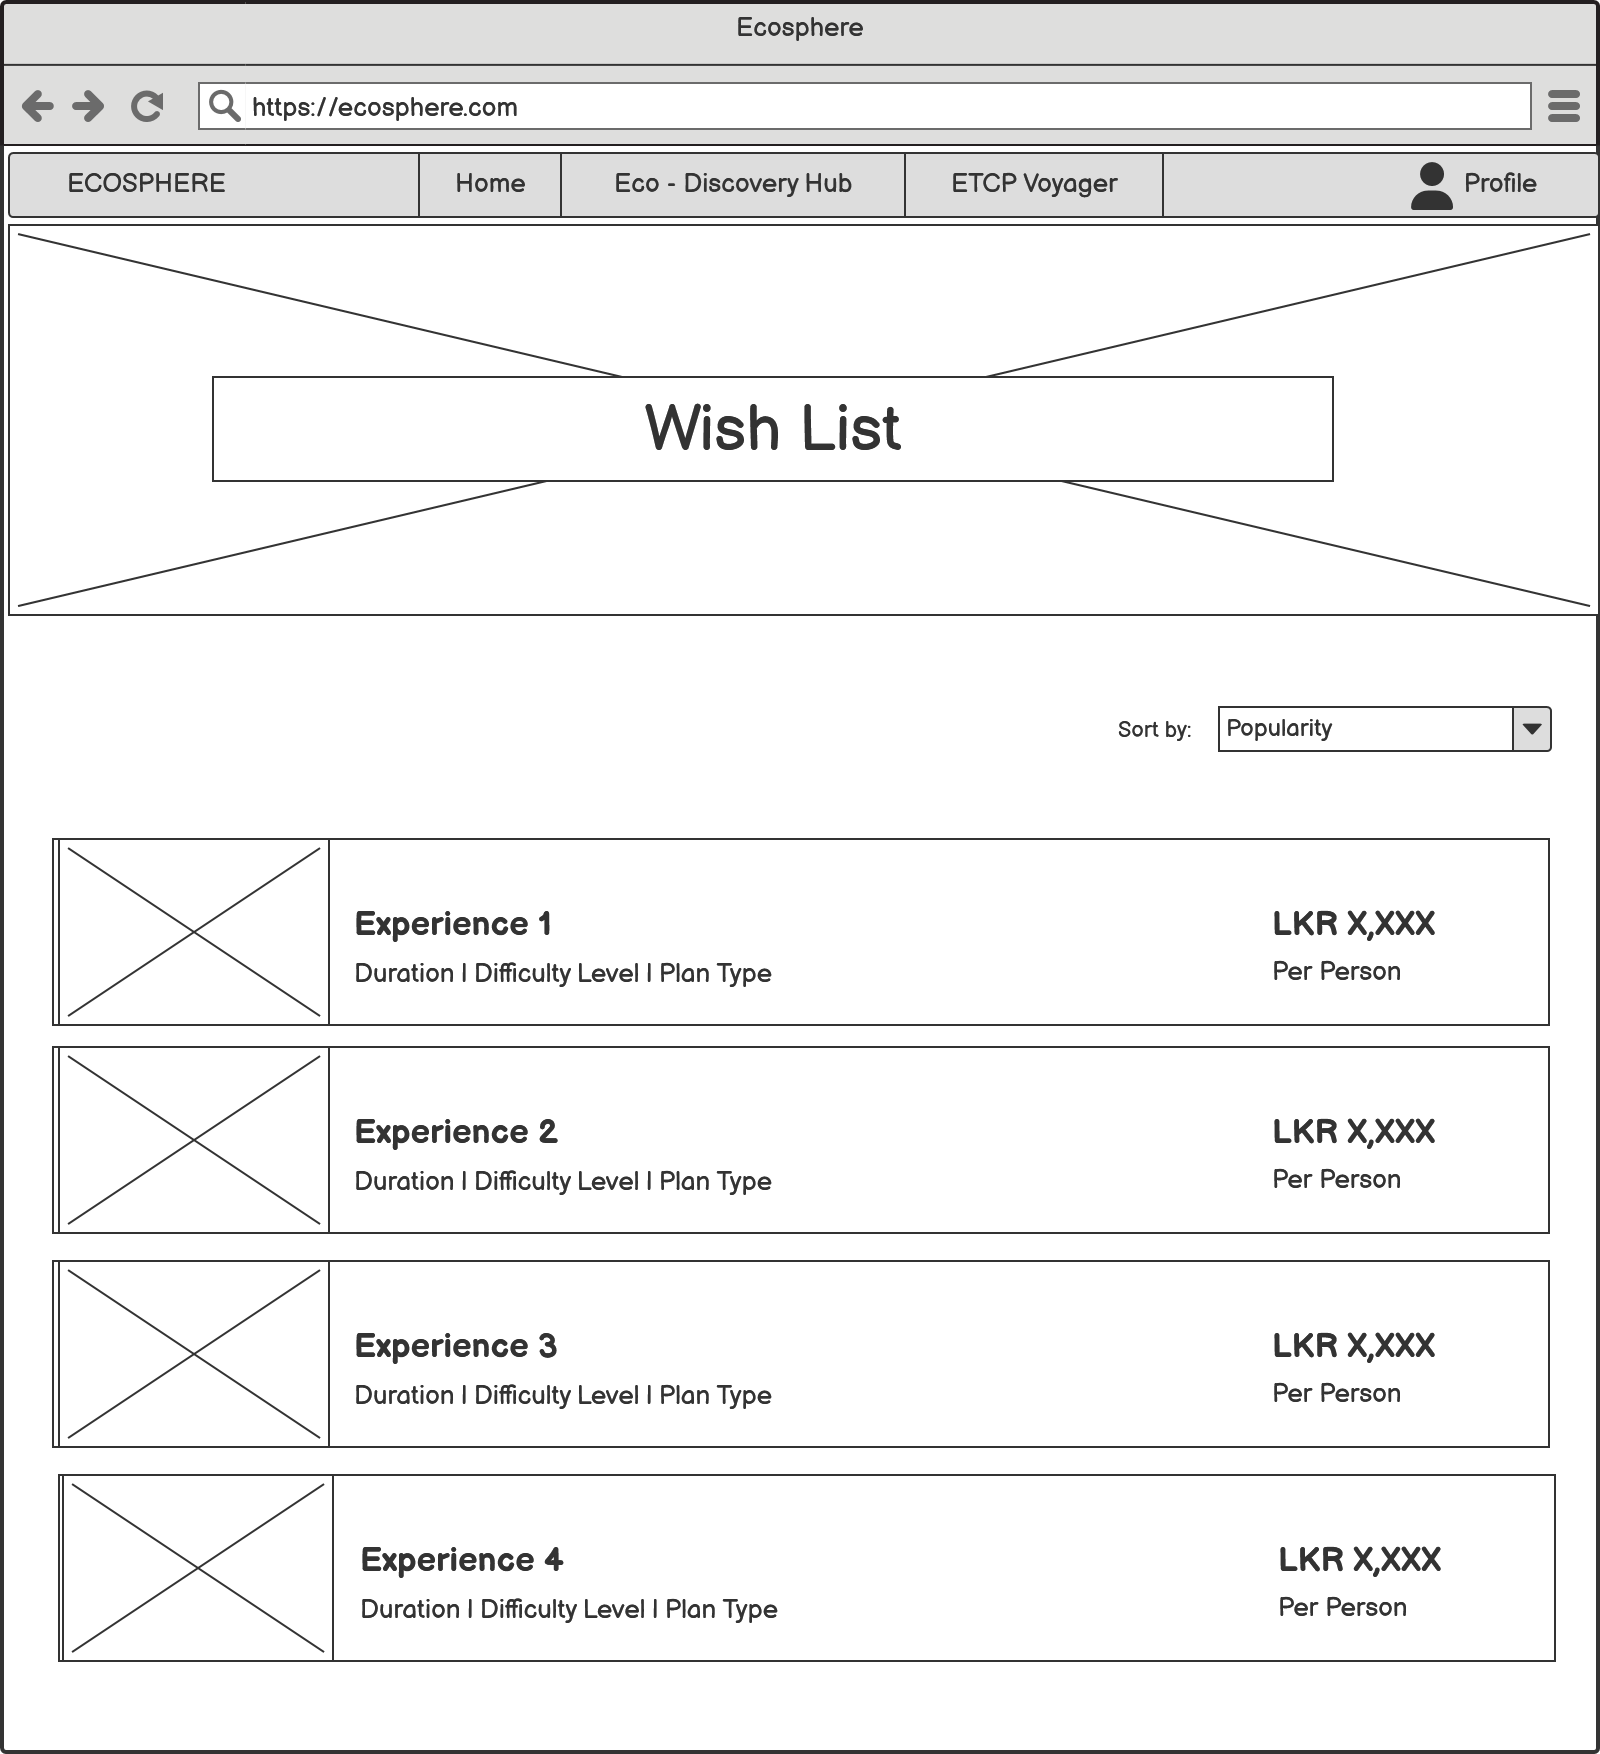 Ecosphere
https://ecosphere.com
ECOSPHERE Home Eco - Discovery Hub ETCP Voyager Profile
Wish List
Sort by: Popularity
Experience 1 LKR X,XXX
Duration | Difficulty Level | Plan Type Per Person
Experience 2 LKR X,XXX
Duration | Difficulty Level | Plan Type Per Person
Experience 3 LKR X,XXX
Duration | Difficulty Level | Plan Type Per Person
Experience 4 LKR X,XXX
Duration | Difficulty Level | Plan Type Per Person